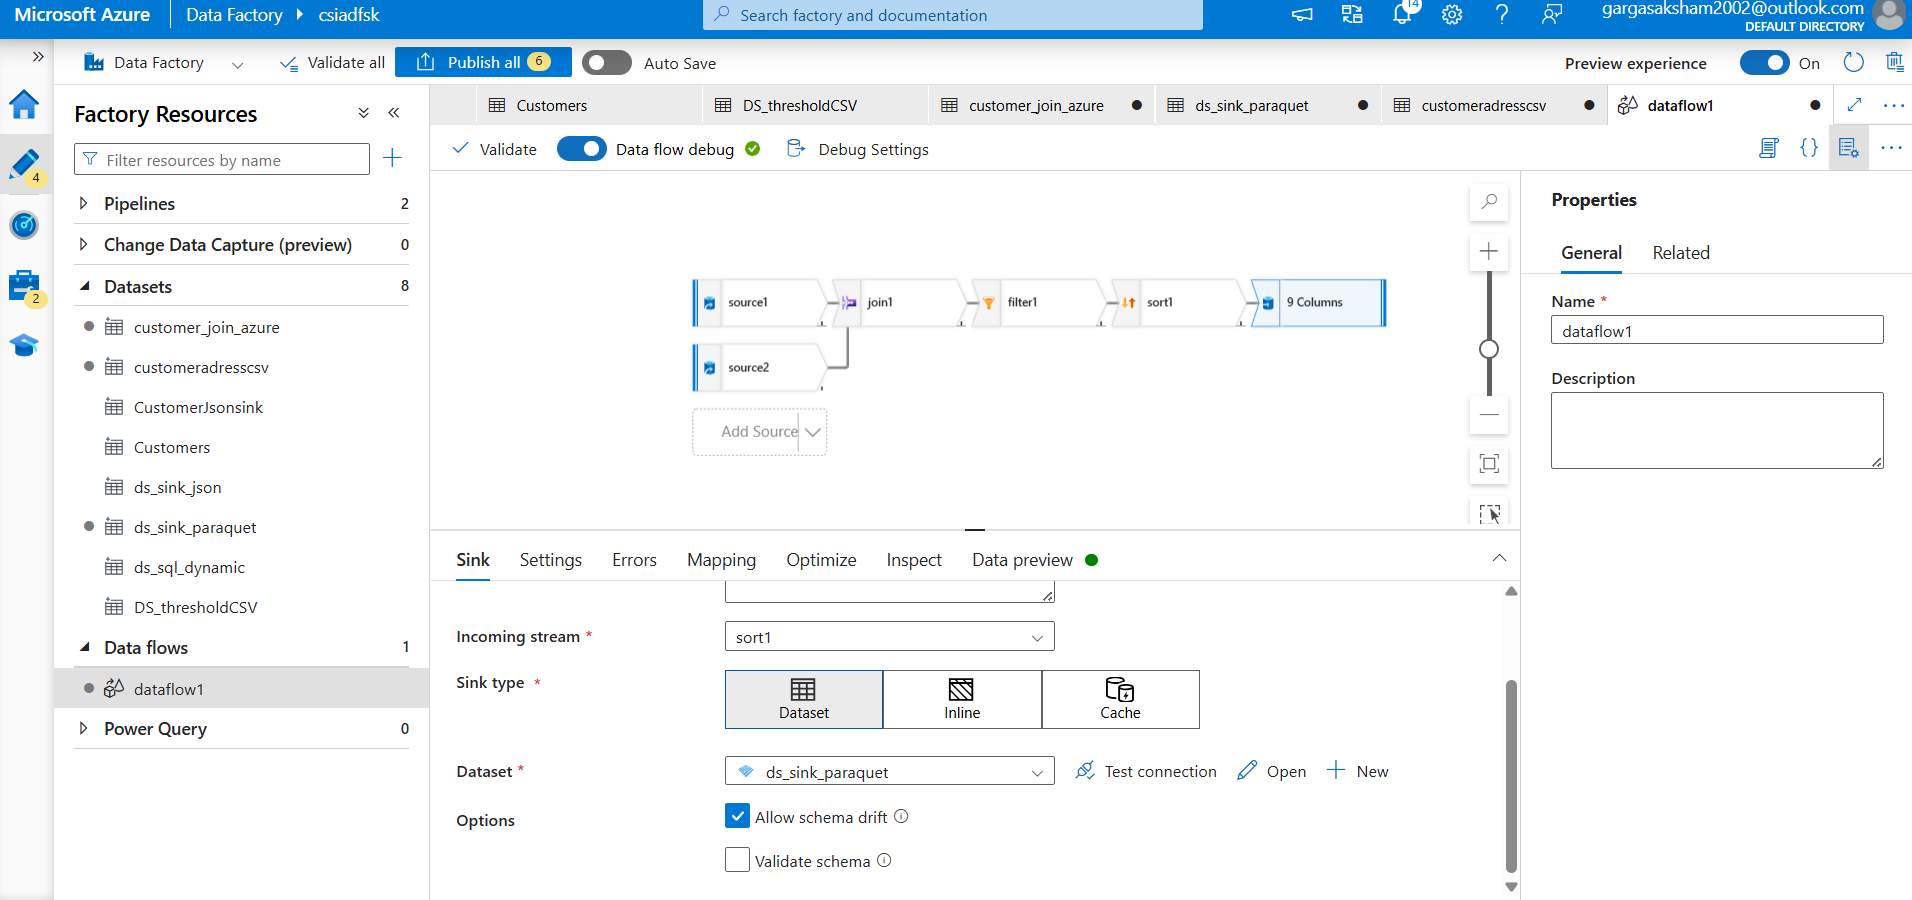 Microsoft Azure Data Factory csiadfsk Search factory and documentation 14 gargasaksham2002@outlook.com
DEFAULT DIRECTORY
Data Factory Validate all Publish all 6 Auto Save Preview experience On
Factory Resources
Customers DS_thresholdCSV customer_join_azure ds_sink_paraquet customeradresscsv dataflow1
Filter resources by name
4
Validate Data flow debug Debug Settings {}
Pipelines 2
Change Data Capture (preview) 0
Datasets 8
2
customer_join_azure
customeradresscsv
CustomerJsonsink
Customers
ds_sink_json
ds_sink_paraquet
ds_sql_dynamic
DS_thresholdCSV
Data flows 1
dataflow1
Power Query 0
source1 join1 filter1 sort1 9 Columns
source2
Add Source
Sink Settings Errors Mapping Optimize Inspect Data preview
Incoming stream * sort1
Sink type *
Dataset Inline Cache
Dataset * ds_sink_paraquet Test connection Open New
Options Allow schema drift
Validate schema
Properties
General Related
Name *
dataflow1
Description